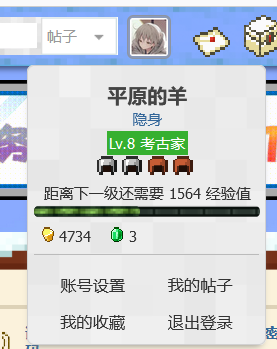 帖子
平原的羊
隐身
Lv.8 考古家
距离下一级还需要 1564 经验值
4734 3
账号设置 我的帖子
我的收藏 退出登录
密